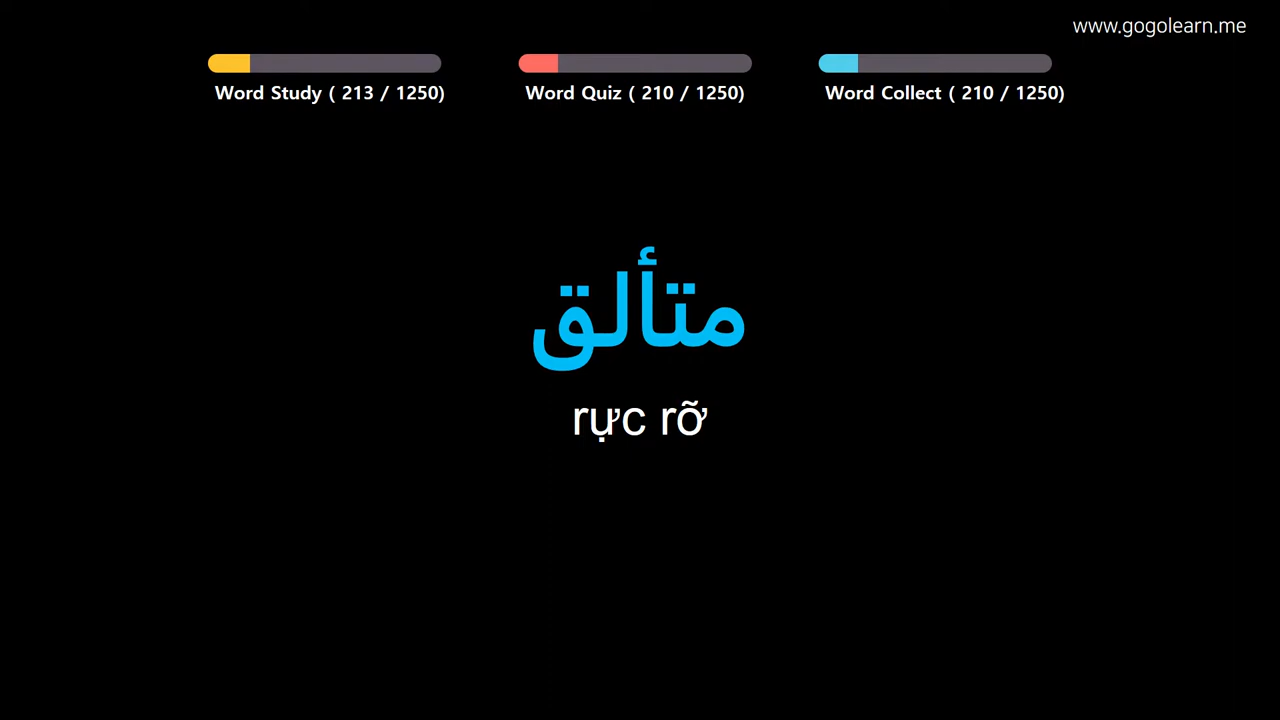 www.gogolearn.me
Word Study ( 213 / 1250)
Word Quiz ( 210 / 1250)
Word Collect ( 210 / 1250)
متألق
rực rỡ